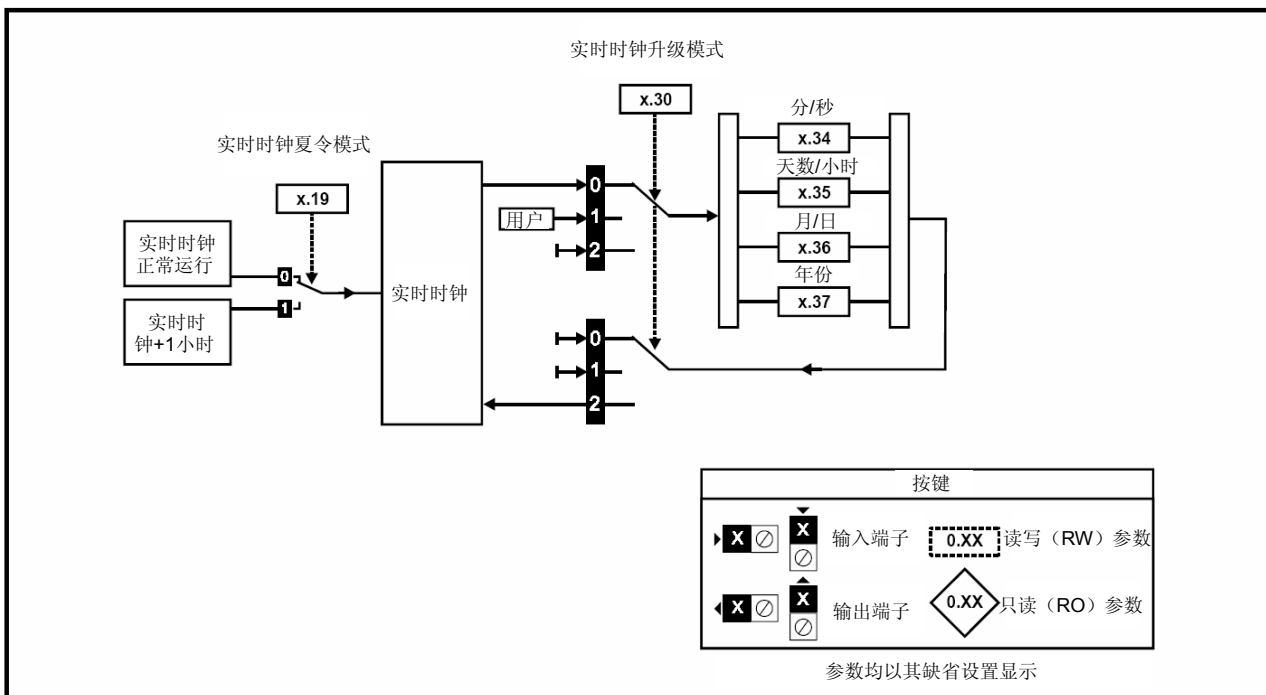 实时时钟升级模式
x.30
分/秒
x.34
实时时钟夏令模式
天数/小时
x.19
0
x.35
用户
1
月/日
实时时钟
正常运行
2
x.36
0
年份
实时时钟
x.37
1
实时时
钟+1小时
0
1
2
按键
X
X
输入端子
0.XX
读写（RW）参数
X
X
输出端子
0.XX
只读（RO）参数
参数均以其缺省设置显示